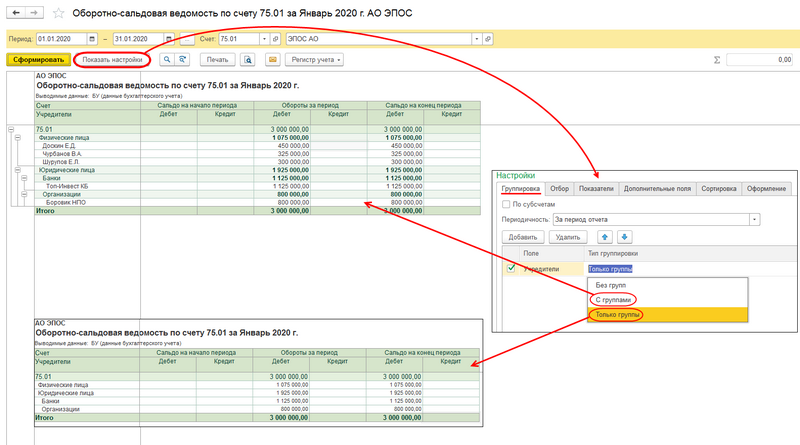 Оборотно-сальдовая ведомость по счету 75.01 за Январь 2020 г. АО ЭПОС
Период: 01.01.2020 – 31.01.2020 ... Счет: 75.01 ЭПОС АО
Сформировать Показать настройки Печать Регистр учета Σ 0,00
АО ЭПОС
Оборотно-сальдовая ведомость по счету 75.01 за Январь 2020 г.
Выводимые данные: БУ (данные бухгалтерского учета)
Счет Сальдо на начало периода Обороты за период Сальдо на конец периода
Учредители Дебет Кредит Дебет Кредит Дебет Кредит
75.01 3 000 000,00 3 000 000,00
Физические лица 1 075 000,00 1 075 000,00
Доскин Е.Д. 450 000,00 450 000,00
Чурбанов В.А. 325 000,00 325 000,00
Шурупов Е.Л. 300 000,00 300 000,00
Юридические лица 1 925 000,00 1 925 000,00
Банки 1 125 000,00 1 125 000,00
Топ-Инвест КБ 1 125 000,00 1 125 000,00
Организации 800 000,00 800 000,00
Боровик НПО 800 000,00 800 000,00
Итого 3 000 000,00 3 000 000,00
Настройки
Группировка Отбор Показатели Дополнительные поля Сортировка Оформление
По субсчетам
Периодичность: За период отчета
Добавить Удалить
Поле Тип группировки
Учредители Только группы
Без групп
С группами
Только группы
АО ЭПОС
Оборотно-сальдовая ведомость по счету 75.01 за Январь 2020 г.
Выводимые данные: БУ (данные бухгалтерского учета)
Счет Сальдо на начало периода Обороты за период Сальдо на конец периода
Учредители Дебет Кредит Дебет Кредит Дебет Кредит
75.01 3 000 000,00 3 000 000,00
Физические лица 1 075 000,00 1 075 000,00
Юридические лица 1 925 000,00 1 925 000,00
Банки 1 125 000,00 1 125 000,00
Организации 800 000,00 800 000,00
Итого 3 000 000,00 3 000 000,00